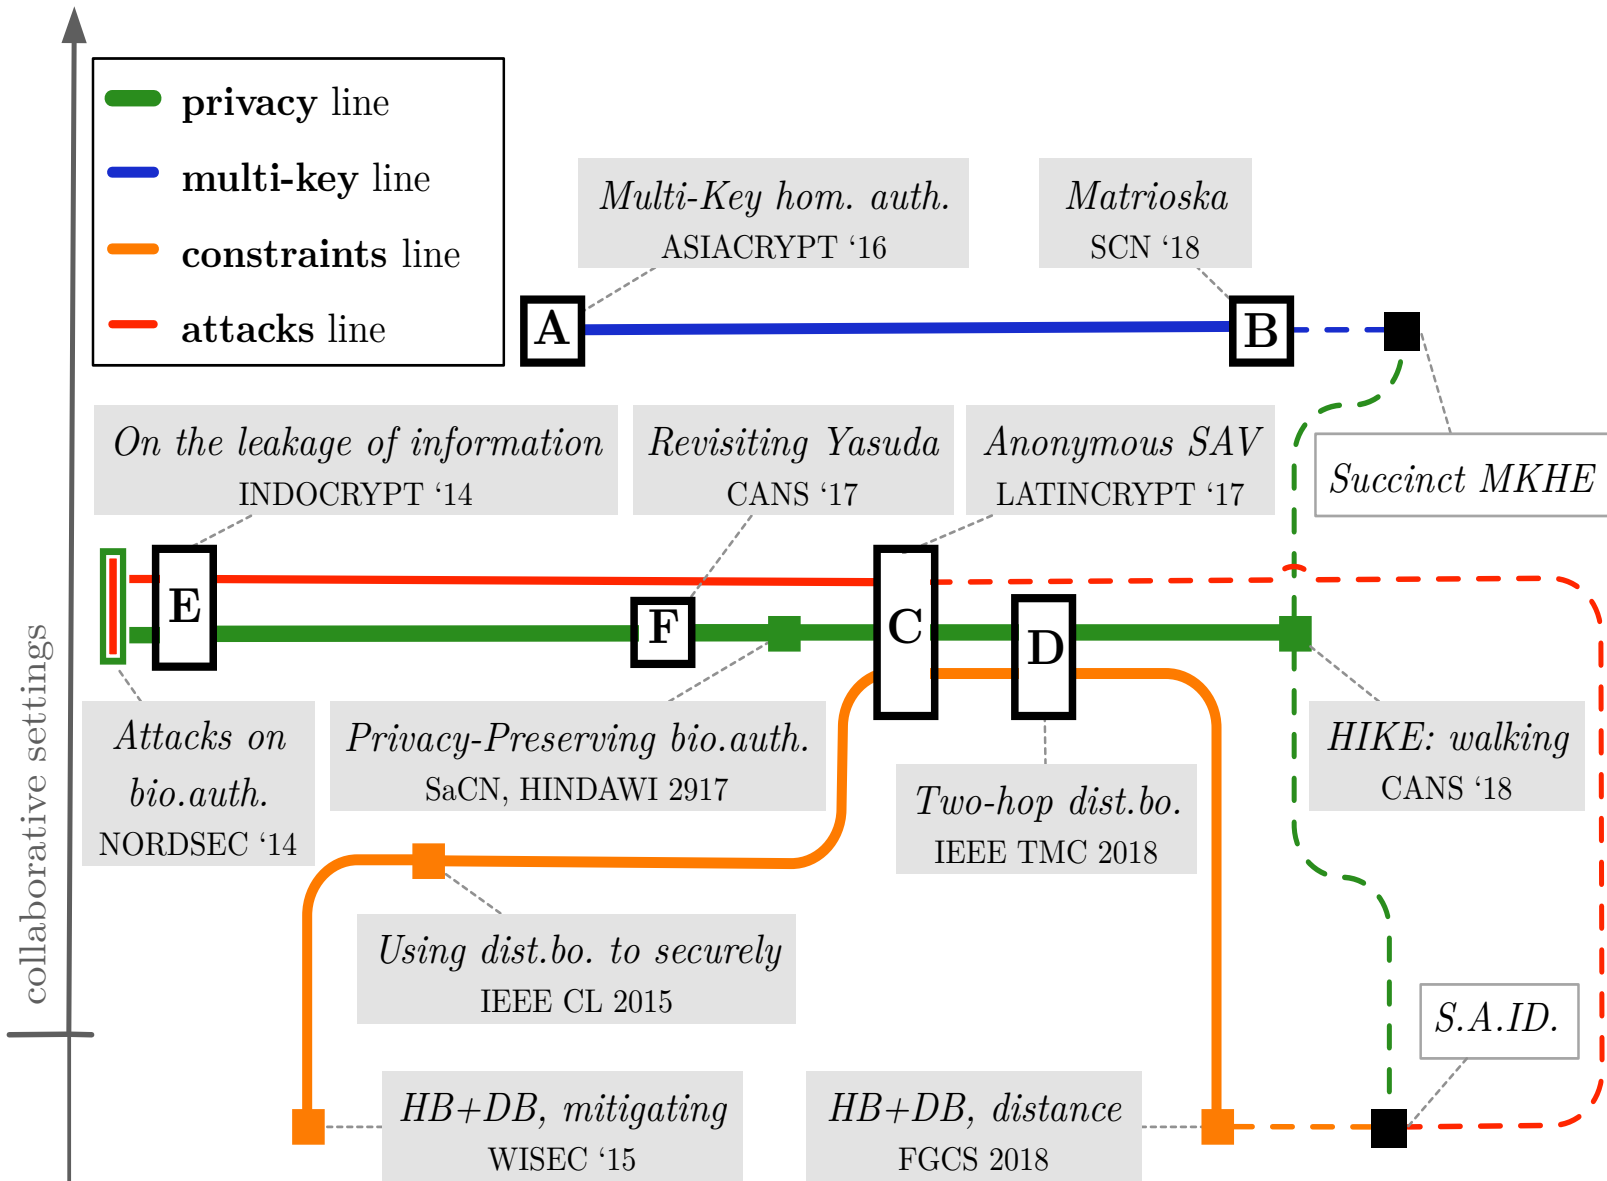 privacy line
multi-key line
constraints line
attacks line
Multi-Key hom. auth.
ASIACRYPT ‘16
Matrioska
SCN ‘18
A
B
On the leakage of information
INDOCRYPT ‘14
Revisiting Yasuda
CANS ‘17
Anonymous SAV
LATINCRYPT ‘17
Succinct MKHE
E
F
C
D
collaborative settings
Attacks on
bio.auth.
NORDSEC ‘14
Privacy-Preserving bio.auth.
SaCN, HINDAWI 2917
Two-hop dist.bo.
IEEE TMC 2018
HIKE: walking
CANS ‘18
Using dist.bo. to securely
IEEE CL 2015
S.A.ID.
HB+DB, mitigating
WISEC ‘15
HB+DB, distance
FGCS 2018